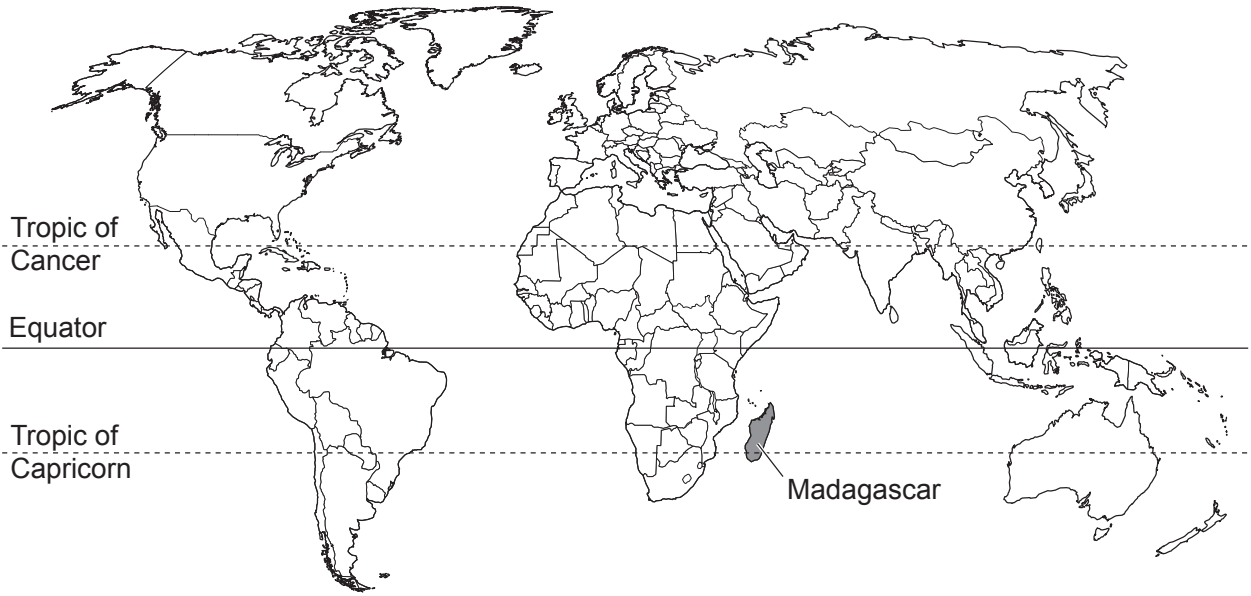 Tropic of
Cancer
Equator
Tropic of
Capricorn
Madagascar